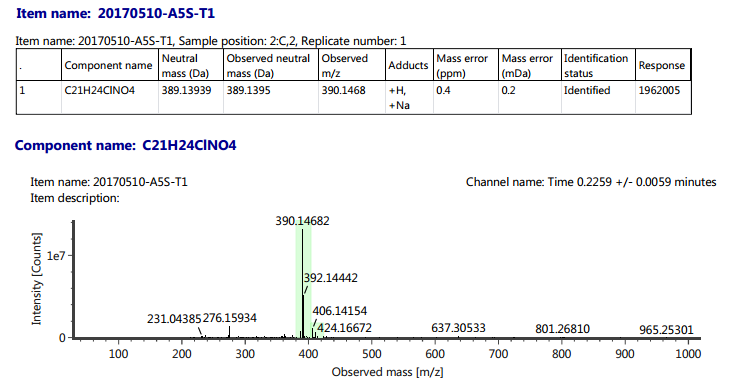 Item name: 20170510-A5S-T1
Item name: 20170510-A5S-T1, Sample position: 2:C,2, Replicate number: 1
. Component name Neutral mass (Da) Observed neutral mass (Da) Observed m/z Adducts Mass error (ppm) Mass error (mDa) Identification status Response
1 C21H24ClNO4 389.13939 389.1395 390.1468 +H, +Na 0.4 0.2 Identified 1962005
Component name: C21H24ClNO4
Item name: 20170510-A5S-T1 Channel name: Time 0.2259 +/- 0.0059 minutes
Item description:
390.14682
1e7
392.14442
406.14154
231.04385 276.15934
424.16672 637.30533 801.26810 965.25301
0
100 200 300 400 500 600 700 800 900 1000
Intensity [Counts]
Observed mass [m/z]